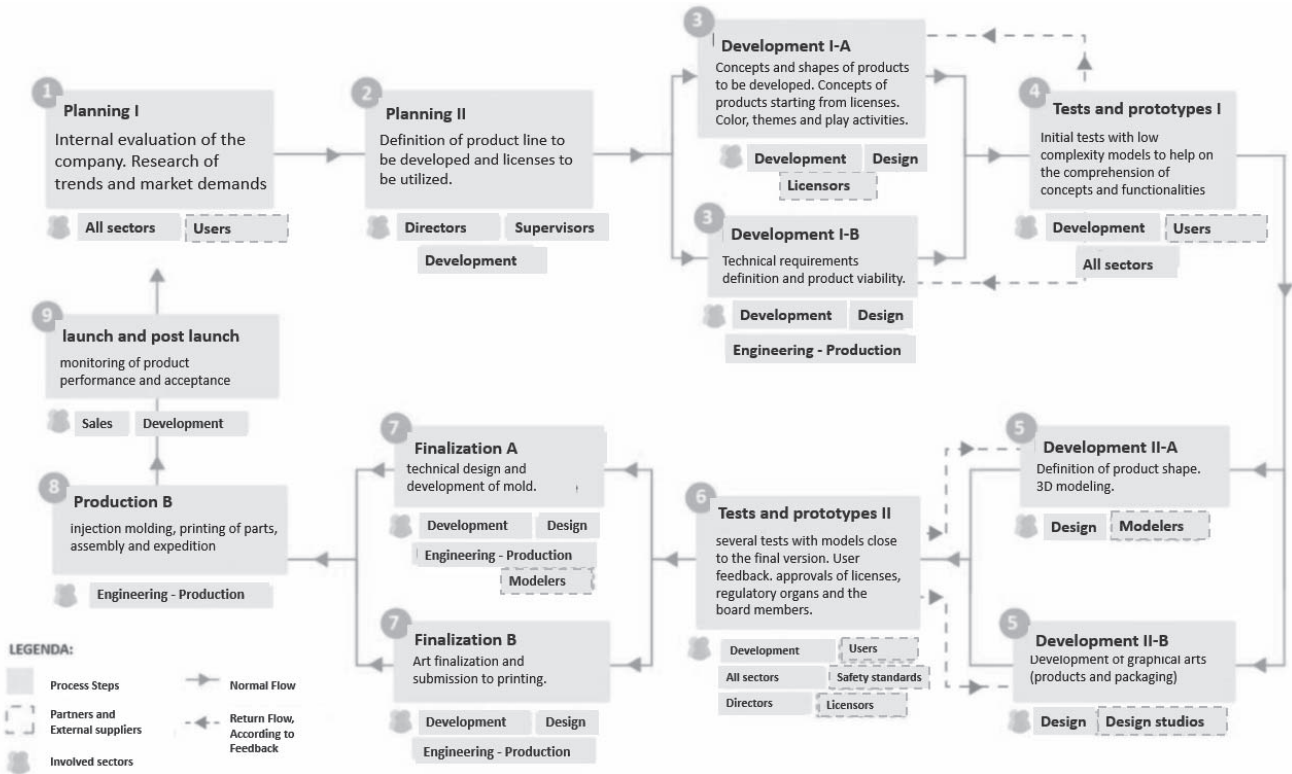 1
Planning I
Internal evaluation of the
company. Research of
trends and market demands
All sectors
Users
2
Planning II
Definition of product line to
be developed and licenses to
be utilized.
Directors
Supervisors
Development
3
Development I-A
Concepts and shapes of products
to be developed. Concepts of
products starting from licenses.
Color, themes and play activities.
Development
Design
Licensors
3
Development I-B
Technical requirements
definition and product viability.
Development
Design
Engineering - Production
4
Tests and prototypes I
Initial tests with low
complexity models to help on
the comprehension of
concepts and functionalities
Development
Users
All sectors
5
Development II-A
Definition of product shape.
3D modeling.
Design
Modelers
5
Development II-B
Development of graphical arts
(products and packaging)
Design
Design studios
6
Tests and prototypes II
several tests with models close
to the final version. User
feedback. approvals of licenses,
regulatory organs and the
board members.
Development
Users
All sectors
Safety standards
Directors
Licensors
7
Finalization A
technical design and
development of mold.
Development
Design
Engineering - Production
Modelers
7
Finalization B
Art finalization and
submission to printing.
Development
Design
Engineering - Production
8
Production B
injection molding, printing of parts,
assembly and expedition
Engineering - Production
9
launch and post launch
monitoring of product
performance and acceptance
Sales
Development
LEGENDA:
Process Steps
Normal Flow
Partners and
External suppliers
Return Flow,
According to
Feedback
Involved sectors